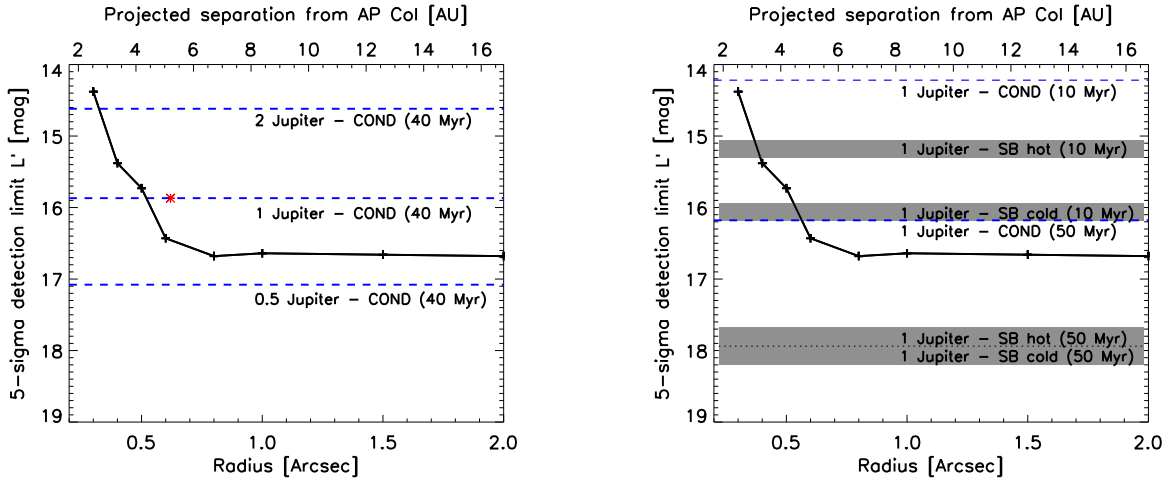 Projected separation from AP Col [AU]
2 4 6 8 10 12 14 16
14
15
16
17
18
19
5-sigma detection limit L' [mag]
2 Jupiter - COND (40 Myr)
1 Jupiter - COND (40 Myr)
0.5 Jupiter - COND (40 Myr)
0.5 1.0 1.5 2.0
Radius [Arcsec]
Projected separation from AP Col [AU]
2 4 6 8 10 12 14 16
14
15
16
17
18
19
5-sigma detection limit L' [mag]
1 Jupiter - COND (10 Myr)
1 Jupiter - SB hot (10 Myr)
1 Jupiter - SB cold (10 Myr)
1 Jupiter - COND (50 Myr)
1 Jupiter - SB hot (50 Myr)
1 Jupiter - SB cold (50 Myr)
0.5 1.0 1.5 2.0
Radius [Arcsec]